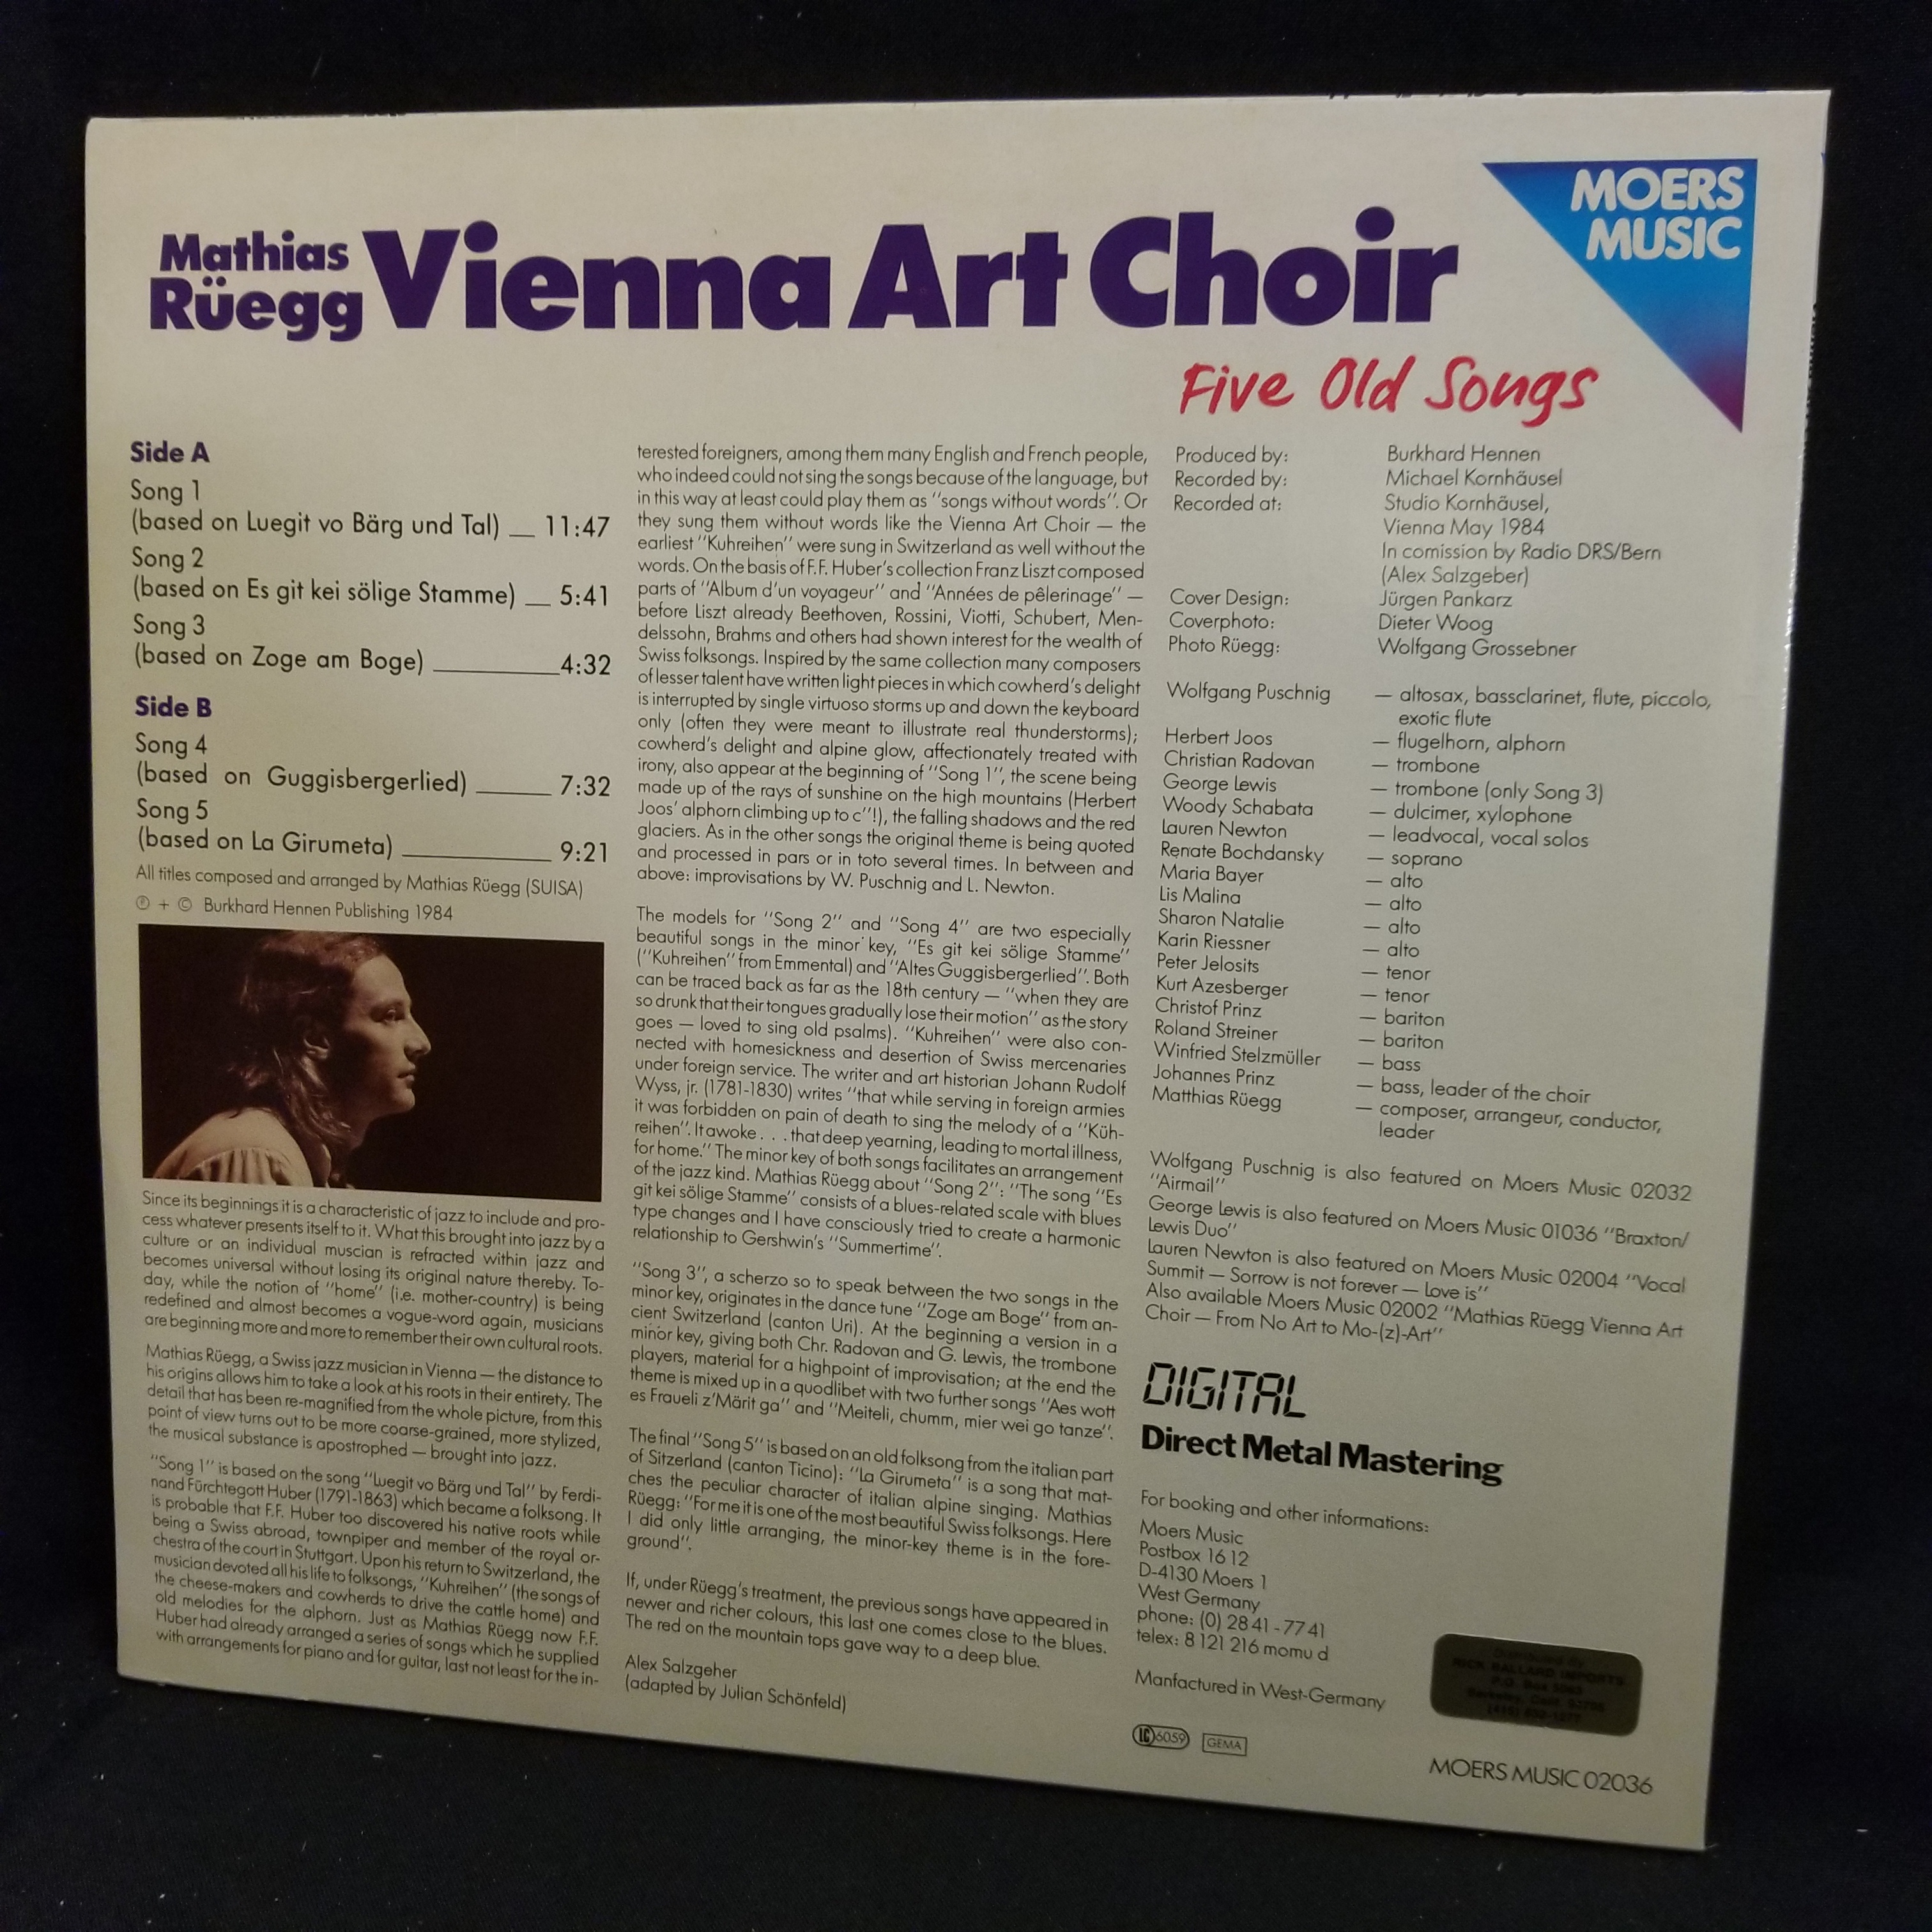 MOERS
MUSIC
Mathias
Rüegg
Vienna Art Choir
Five Old Songs
Side A
Song 1
(based on Luegit vo Bärg und Tal) __ 11:47
Song 2
(based on Es git kei sölige Stamme) __ 5:41
Song 3
(based on Zoge am Boge) ________ 4:32
Side B
Song 4
(based on Guggisbergerlied) _____ 7:32
Song 5
(based on La Girumeta) __________ 9:21
All titles composed and arranged by Mathias Rüegg (SUISA)
℗ + © Burkhard Hennen Publishing 1984
Since its beginnings it is a characteristic of jazz to include and pro-
cess whatever presents itself to it. What this brought into jazz by a
culture or an individual muscian is refracted within jazz and
becomes universal without losing its original nature thereby. To-
day, while the notion of "home" (i.e. mother-country) is being
redefined and almost becomes a vogue-word again, musicians
are beginning more and more to remember their own cultural roots.
Mathias Rüegg, a Swiss jazz musician in Vienna — the distance to
his origins allows him to take a look at his roots in their entirety. The
detail that has been re-magnified from the whole picture, from this
point of view turns out to be more coarse-grained, more stylized,
the musical substance is apostrophed — brought into jazz.
"Song 1" is based on the song "Luegit vo Bärg und Tal" by Ferdi-
nand Fürchtegott Huber (1791-1863) which became a folksong. It
is probable that F.F. Huber too discovered his native roots while
being a Swiss abroad, townpiper and member of the royal or-
chestra of the court in Stuttgart. Upon his return to Switzerland, the
musician devoted all his life to folksongs, "Kuhreihen" (the songs of
the cheese-makers and cowherds to drive the cattle home) and
old melodies for the alphorn. Just as Mathias Rüegg now F.F.
Huber had already arranged a series of songs which he supplied
with arrangements for piano and for guitar, last not least for the in-
terested foreigners, among them many English and French people,
who indeed could not sing the songs because of the language, but
in this way at least could play them as "songs without words". Or
they sung them without words like the Vienna Art Choir — the
earliest "Kuhreihen" were sung in Switzerland as well without the
words. On the basis of F.F. Huber's collection Franz Liszt composed
parts of "Album d'un voyageur" and "Années de pêlerinage" —
before Liszt already Beethoven, Rossini, Viotti, Schubert, Men-
delssohn, Brahms and others had shown interest for the wealth of
Swiss folksongs. Inspired by the same collection many composers
of lesser talent have written light pieces in which cowherd's delight
is interrupted by single virtuoso storms up and down the keyboard
only (often they were meant to illustrate real thunderstorms);
cowherd's delight and alpine glow, affectionately treated with
irony, also appear at the beginning of "Song 1", the scene being
made up of the rays of sunshine on the high mountains (Herbert
Joos' alphorn climbing up to c"!), the falling shadows and the red
glaciers. As in the other songs the original theme is being quoted
and processed in pars or in toto several times. In between and
above: improvisations by W. Puschnig and L. Newton.
The models for "Song 2" and "Song 4" are two especially
beautiful songs in the minor key, "Es git kei sölige Stamme"
("Kuhreihen" from Emmental) and "Altes Guggisbergerlied". Both
can be traced back as far as the 18th century — "when they are
so drunk that their tongues gradually lose their motion" as the story
goes — loved to sing old psalms). "Kuhreihen" were also con-
nected with homesickness and desertion of Swiss mercenaries
under foreign service. The writer and art historian Johann Rudolf
Wyss, jr. (1781-1830) writes "that while serving in foreign armies
it was forbidden on pain of death to sing the melody of a "Küh-
reihen". It awoke . . . that deep yearning, leading to mortal illness,
for home." The minor key of both songs facilitates an arrangement
of the jazz kind. Mathias Rüegg about "Song 2": "The song "Es
git kei sölige Stamme" consists of a blues-related scale with blues
type changes and I have consciously tried to create a harmonic
relationship to Gershwin's "Summertime".
"Song 3", a scherzo so to speak between the two songs in the
minor key, originates in the dance tune "Zoge am Boge" from an-
cient Switzerland (canton Uri). At the beginning a version in a
minor key, giving both Chr. Radovan and G. Lewis, the trombone
players, material for a highpoint of improvisation; at the end the
theme is mixed up in a quodlibet with two further songs "Aes wott
es Fraueli z'Märit ga" and "Meiteli, chumm, mier wei go tanze".
The final "Song 5" is based on an old folksong from the italian part
of Sitzerland (canton Ticino): "La Girumeta" is a song that mat-
ches the peculiar character of italian alpine singing. Mathias
Rüegg: "For me it is one of the most beautiful Swiss folksongs. Here
I did only little arranging, the minor-key theme is in the fore-
ground".
If, under Rüegg's treatment, the previous songs have appeared in
newer and richer colours, this last one comes close to the blues.
The red on the mountain tops gave way to a deep blue.
Alex Salzgeher
(adapted by Julian Schönfeld)
Produced by: Burkhard Hennen
Recorded by: Michael Kornhäusel
Recorded at: Studio Kornhäusel,
Vienna May 1984
In comission by Radio DRS/Bern
(Alex Salzgeber)
Cover Design: Jürgen Pankarz
Coverphoto: Dieter Woog
Photo Rüegg: Wolfgang Grossebner
Wolfgang Puschnig — altosax, bassclarinet, flute, piccolo,
exotic flute
Herbert Joos — flugelhorn, alphorn
Christian Radovan — trombone
George Lewis — trombone (only Song 3)
Woody Schabata — dulcimer, xylophone
Lauren Newton — leadvocal, vocal solos
Renate Bochdansky — soprano
Maria Bayer — alto
Lis Malina — alto
Sharon Natalie — alto
Karin Riessner — alto
Peter Jelosits — tenor
Kurt Azesberger — tenor
Christof Prinz — bariton
Roland Streiner — bariton
Winfried Stelzmüller — bass
Johannes Prinz — bass, leader of the choir
Matthias Rüegg — composer, arrangeur, conductor,
leader
Wolfgang Puschnig is also featured on Moers Music 02032
"Airmail"
George Lewis is also featured on Moers Music 01036 "Braxton/
Lewis Duo"
Lauren Newton is also featured on Moers Music 02004 "Vocal
Summit — Sorrow is not forever — Love is"
Also available Moers Music 02002 "Mathias Rüegg Vienna Art
Choir — From No Art to Mo-(z)-Art"
DIGITAL
Direct Metal Mastering
For booking and other informations:
Moers Music
Postbox 16 12
D-4130 Moers 1
West Germany
phone: (0) 28 41 - 77 41
telex: 8 121 216 momu d
Manfactured in West-Germany
Distributed by
RICK BALLARD IMPORTS
P.O. Box
Berkeley, Calif.
LC 6059
GEMA
MOERS MUSIC 02036